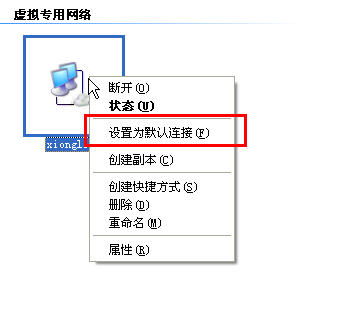 虚拟专用网络
断开(O)
状态(U)
设置为默认连接(F)
创建副本(C)
创建快捷方式(S)
删除(D)
重命名(M)
属性(R)